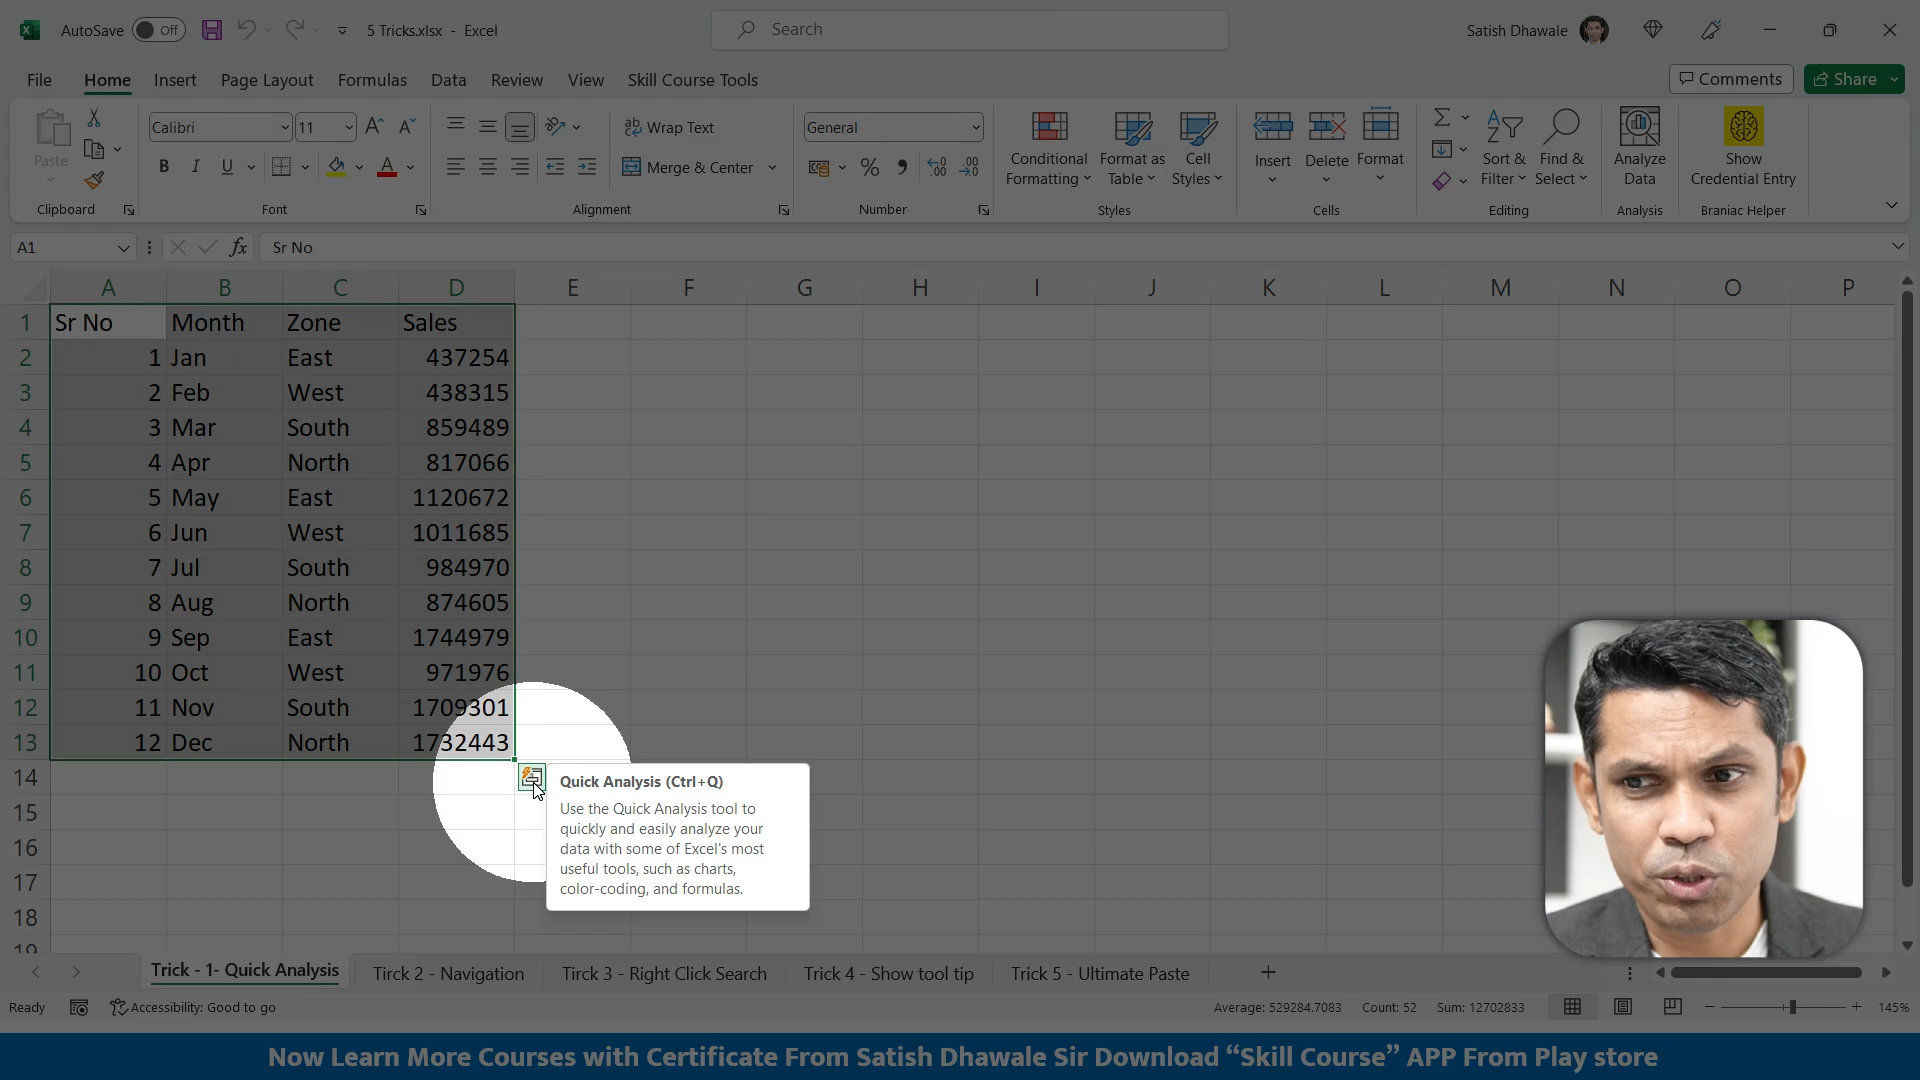 AutoSave Off 5 Tricks.xlsx - Excel Search Satish Dhawale
File Home Insert Page Layout Formulas Data Review View Skill Course Tools Comments Share
Paste
Clipboard
Calibri 11
B I U
Font
ab Wrap Text
Merge & Center
Alignment
General
% 9 .00 .00
Number
Conditional Formatting
Format as Table
Cell Styles
Styles
Insert Delete Format
Cells
Sort & Filter
Find & Select
Editing
Analyze Data
Analysis
Show Credential Entry
Braniac Helper
A1 fx Sr No
A B C D E F G H I J K L M N O P
1 Sr No Month Zone Sales
2 1 Jan East 437254
3 2 Feb West 438315
4 3 Mar South 859489
5 4 Apr North 817066
6 5 May East 1120672
7 6 Jun West 1011685
8 7 Jul South 984970
9 8 Aug North 874605
10 9 Sep East 1744979
11 10 Oct West 971976
12 11 Nov South 1709301
13 12 Dec North 1732443
14
15
16
17
18
19
Quick Analysis (Ctrl+Q)
Use the Quick Analysis tool to
quickly and easily analyze your
data with some of Excel's most
useful tools, such as charts,
color-coding, and formulas.
Trick - 1- Quick Analysis Tirck 2 - Navigation Tirck 3 - Right Click Search Trick 4 - Show tool tip Trick 5 - Ultimate Paste +
Ready Accessibility: Good to go Average: 529284.7083 Count: 52 Sum: 12702833 145%
Now Learn More Courses with Certificate From Satish Dhawale Sir Download “Skill Course” APP From Play store